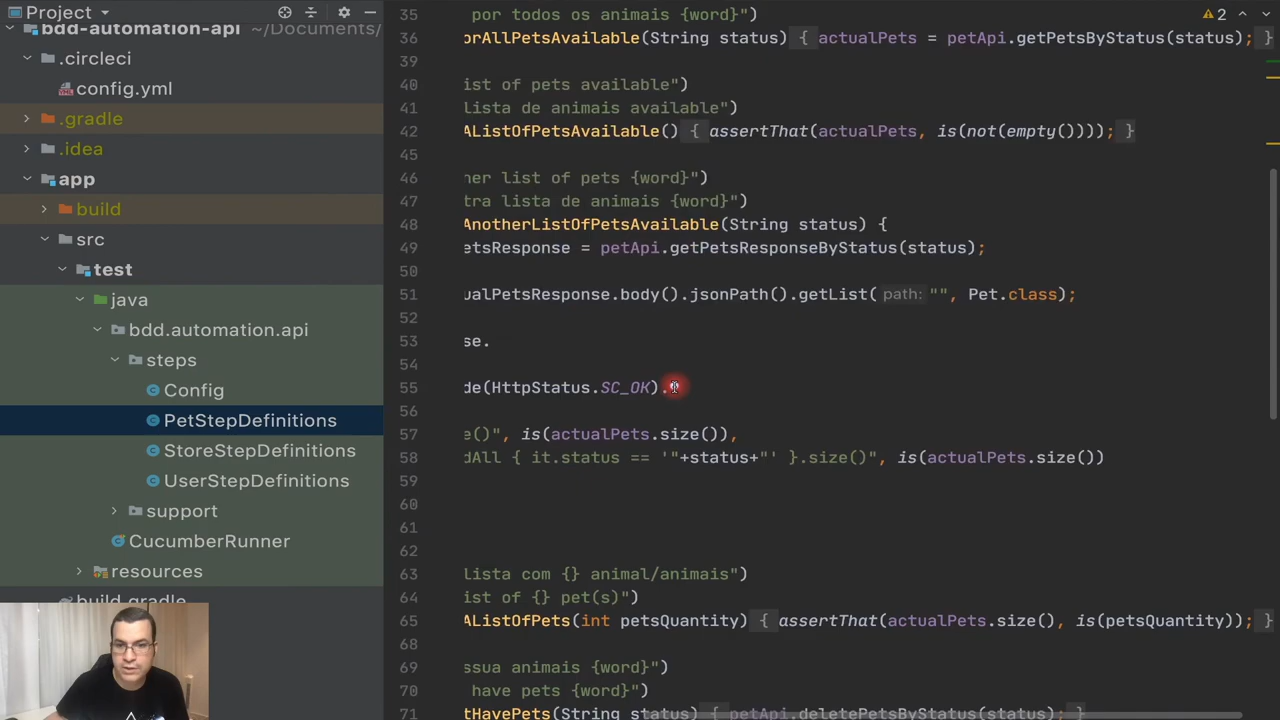 Project
bdd-automation-api ~/Documents/
.circleci
config.yml
.gradle
.idea
app
build
src
test
java
bdd.automation.api
steps
Config
PetStepDefinitions
StoreStepDefinitions
UserStepDefinitions
support
CucumberRunner
resources
build.gradle
2
35 por todos os animais {word}")
36 orAllPetsAvailable(String status) { actualPets = petApi.getPetsByStatus(status); }
39
40 ist of pets available")
41 Lista de animais available")
42 AListOfPetsAvailable() { assertThat(actualPets, is(not(empty()))); }
45
46 her list of pets {word}")
47 tra lista de animais {word}")
48 AnotherListOfPetsAvailable(String status) {
49 etsResponse = petApi.getPetsResponseByStatus(status);
50
51 ualPetsResponse.body().jsonPath().getList( path: "", Pet.class);
52
53 se.
54
55 de(HttpStatus.SC_OK).
56
57 e()", is(actualPets.size()),
58 dAll { it.status == '"+status+"' }.size()", is(actualPets.size())
59
60
61
62
63 Lista com {} animal/animais")
64 ist of {} pet(s)")
65 AListOfPets(int petsQuantity) { assertThat(actualPets.size(), is(petsQuantity)); }
68
69 ssua animais {word}")
70 have pets {word}")
71 tHavePets(String status) { petApi.deletePetsByStatus(status); }